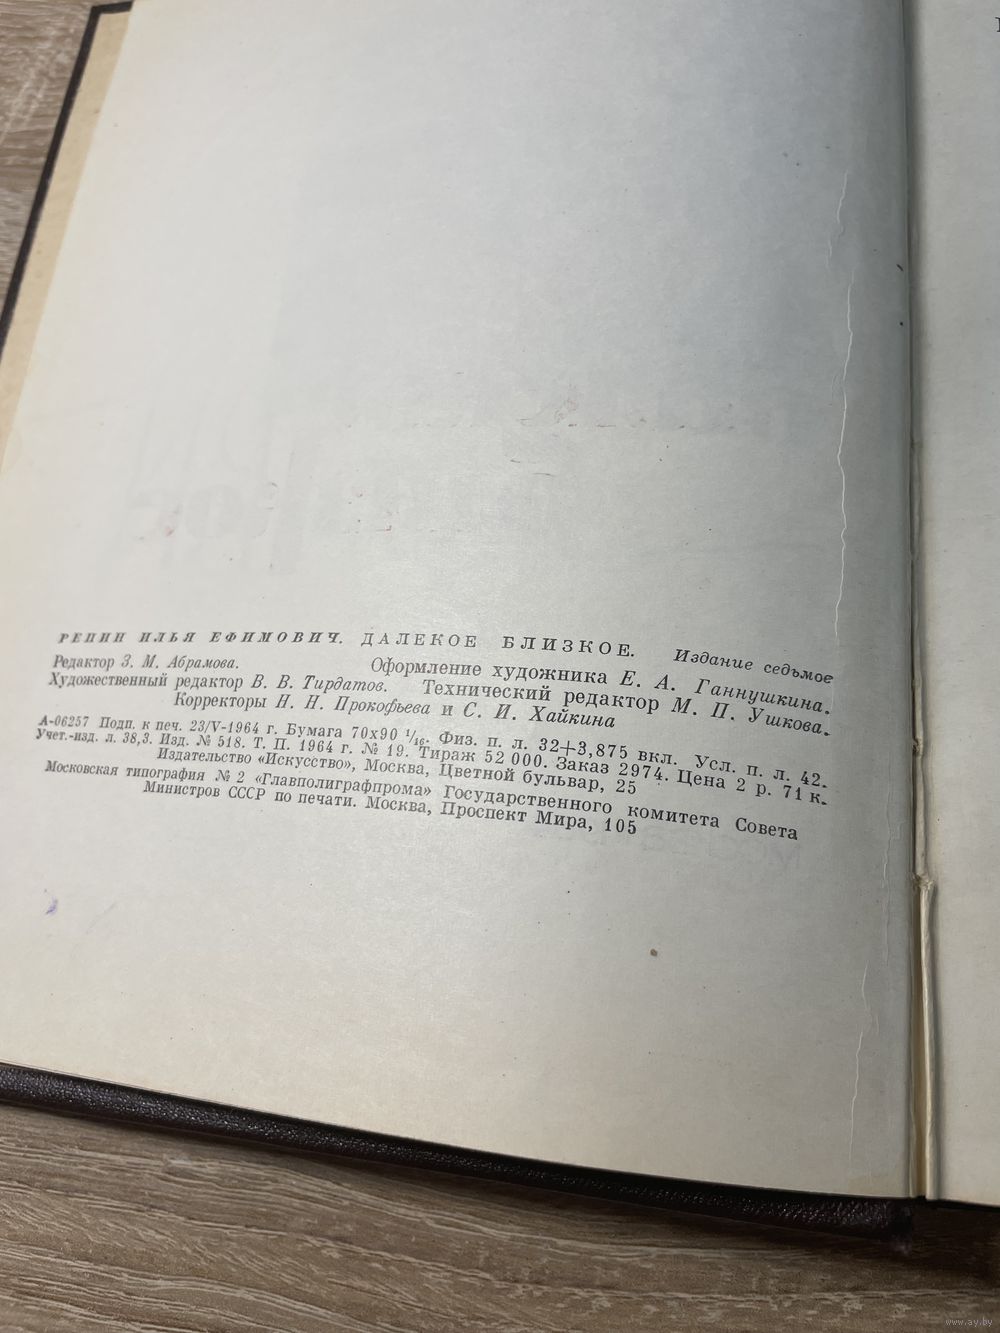 РЕПИН ИЛЬЯ ЕФИМОВИЧ. ДАЛЕКОЕ БЛИЗКОЕ. Издание седьмое
Редактор З. М. Абрамова. Оформление художника Е. А. Ганнушкина.
Художественный редактор В. В. Тирдатов. Технический редактор М. П. Ушкова.
Корректоры Н. Н. Прокофьева и С. И. Хайкина
А-06257 Подп. к печ. 23/V-1964 г. Бумага 70х90 1/16. Физ. п. л. 32+3,875 вкл. Усл. п. л. 42.
Учет.-изд. л. 38,3. Изд. № 518. Т. П. 1964 г. № 19. Тираж 52 000. Заказ 2974. Цена 2 р. 71 к.
Издательство «Искусство», Москва, Цветной бульвар, 25
Московская типография № 2 «Главполиграфпрома» Государственного комитета Совета
Министров СССР по печати. Москва, Проспект Мира, 105
www.ay.by